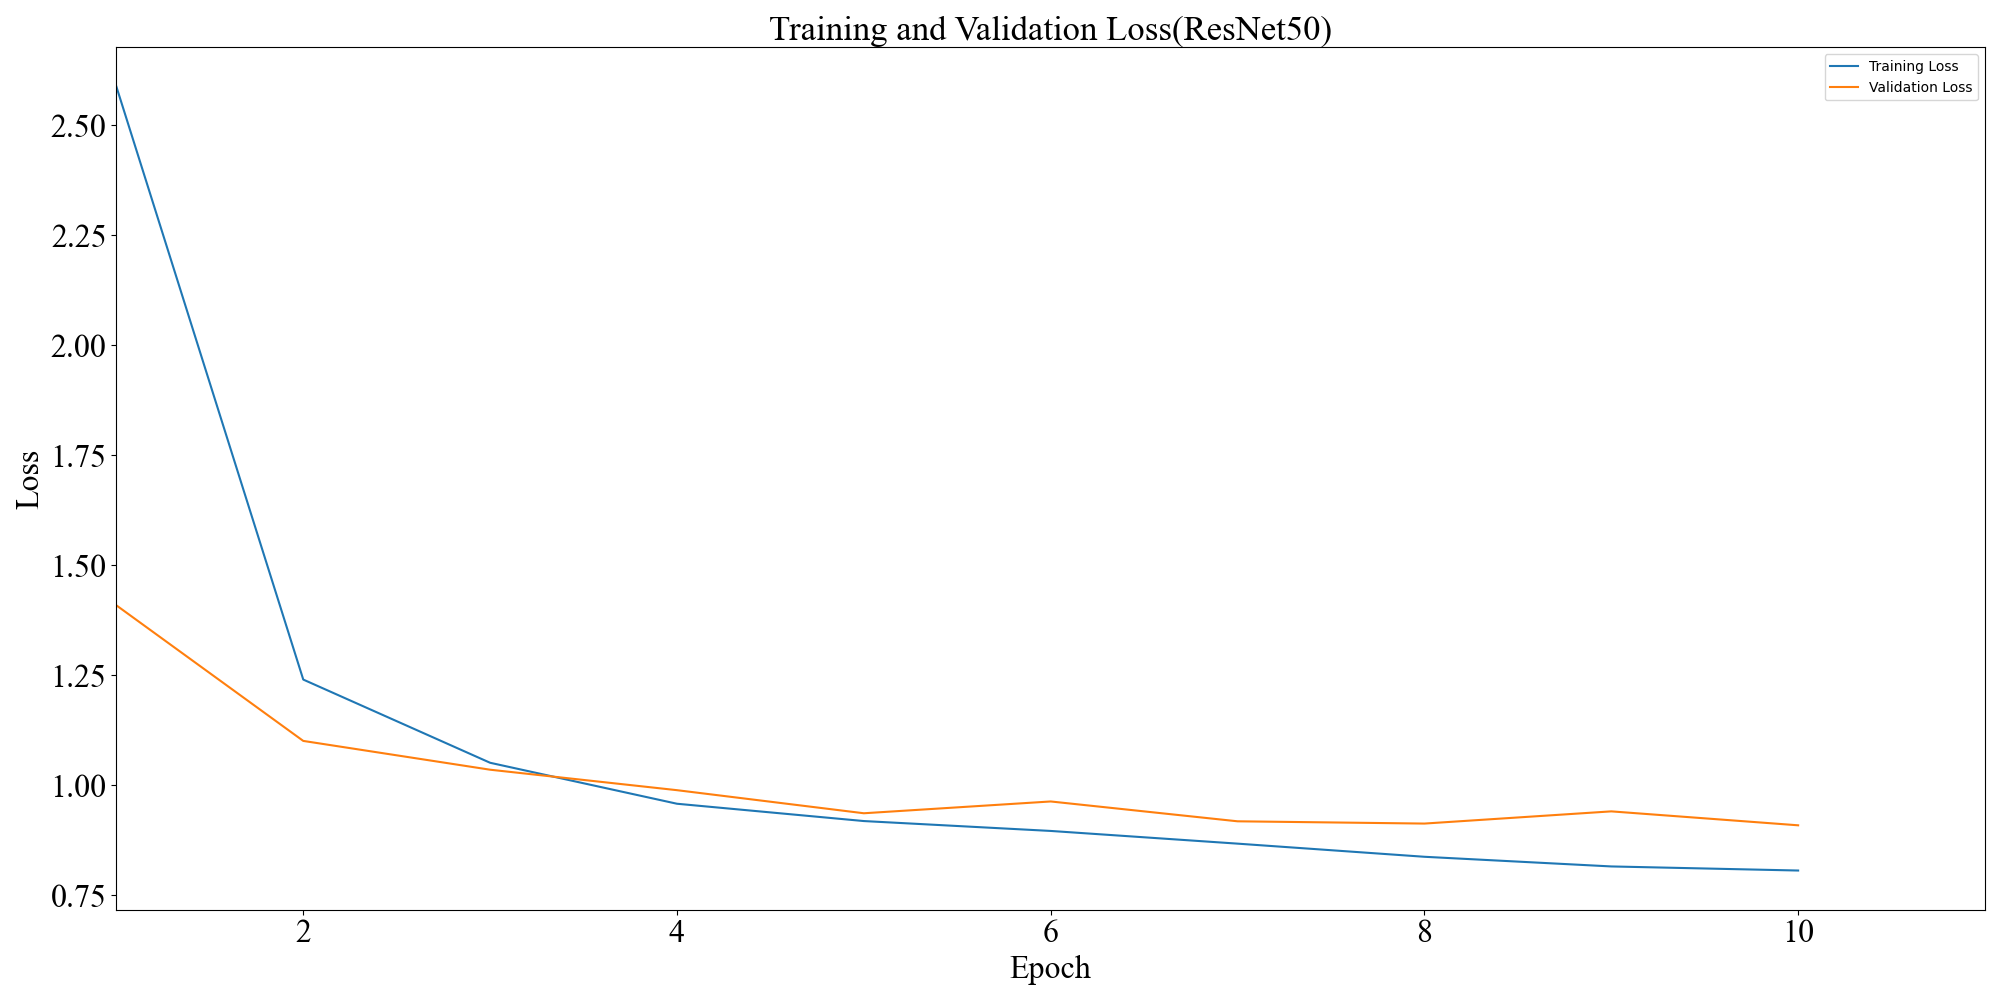 Training and Validation Loss(ResNet50)
Training Loss
Validation Loss
2.50
2.25
2.00
1.75
1.50
1.25
1.00
0.75
Loss
2 4 6 8 10
Epoch